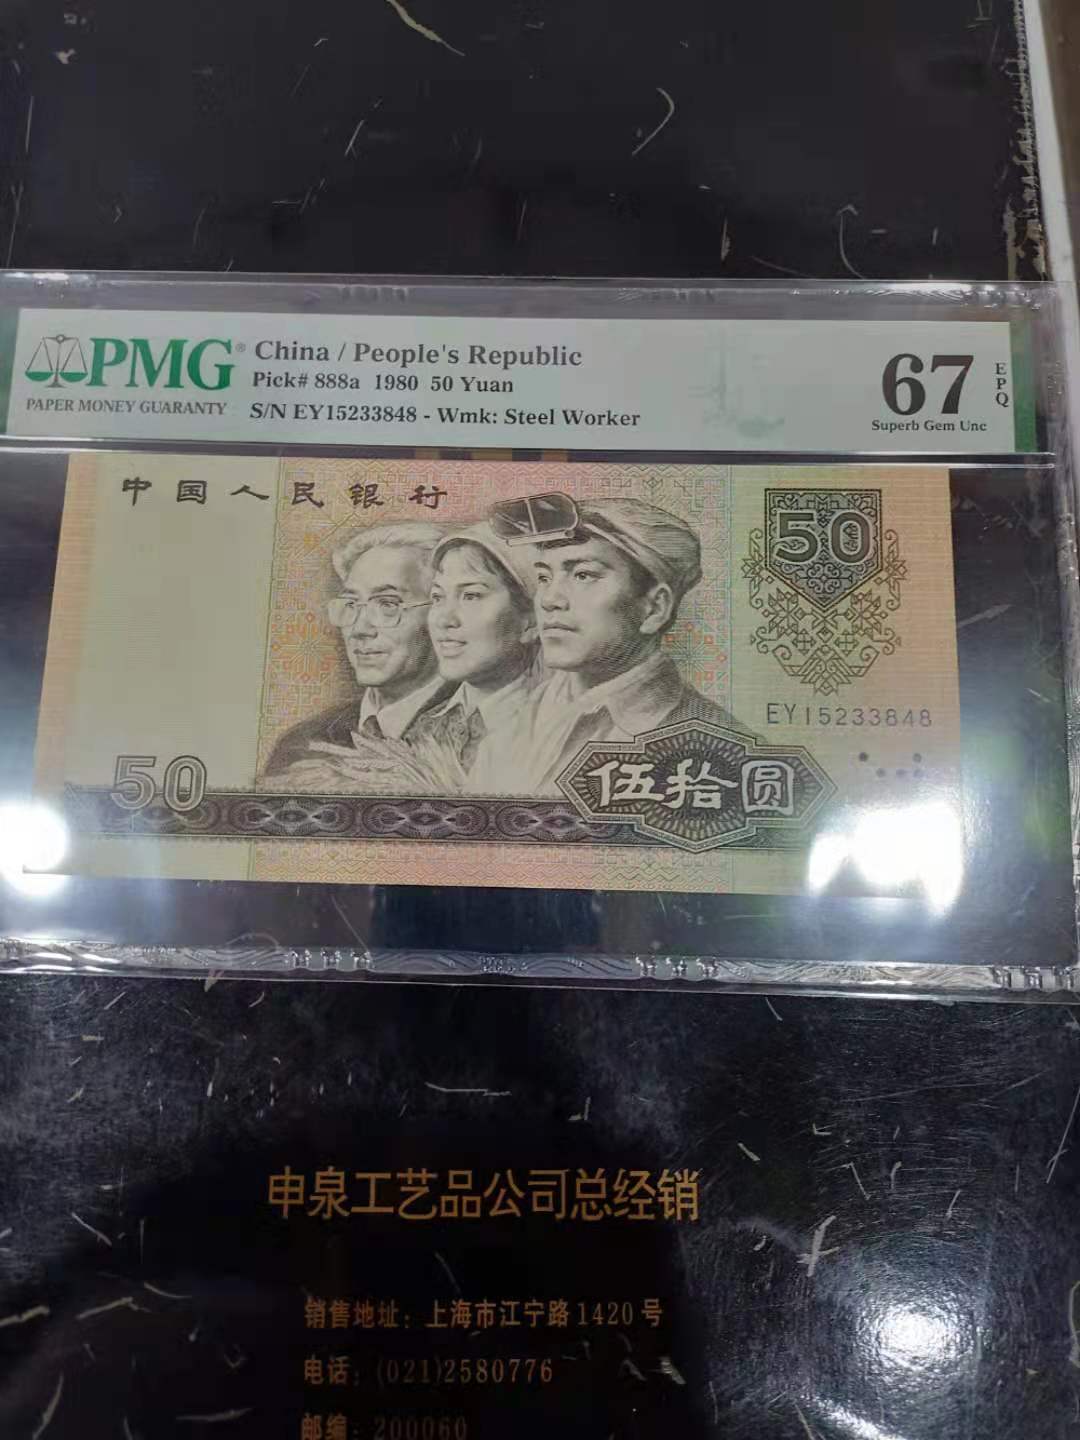 PMG® China / People's Republic
PAPER MONEY GUARANTY
Pick# 888a 1980 50 Yuan
S/N EY15233848 - Wmk: Steel Worker
67
EPQ
Superb Gem Unc
中国人民银行
50
EY15233848
50
伍拾圆
申泉工艺品公司总经销
销售地址：上海市江宁路1420号
电话：(021)2580776
邮编：200060